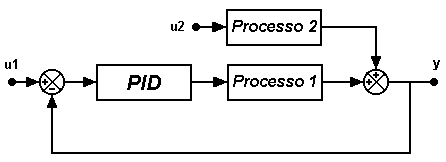 u2
Processo 2
u1
PID
Processo 1
y